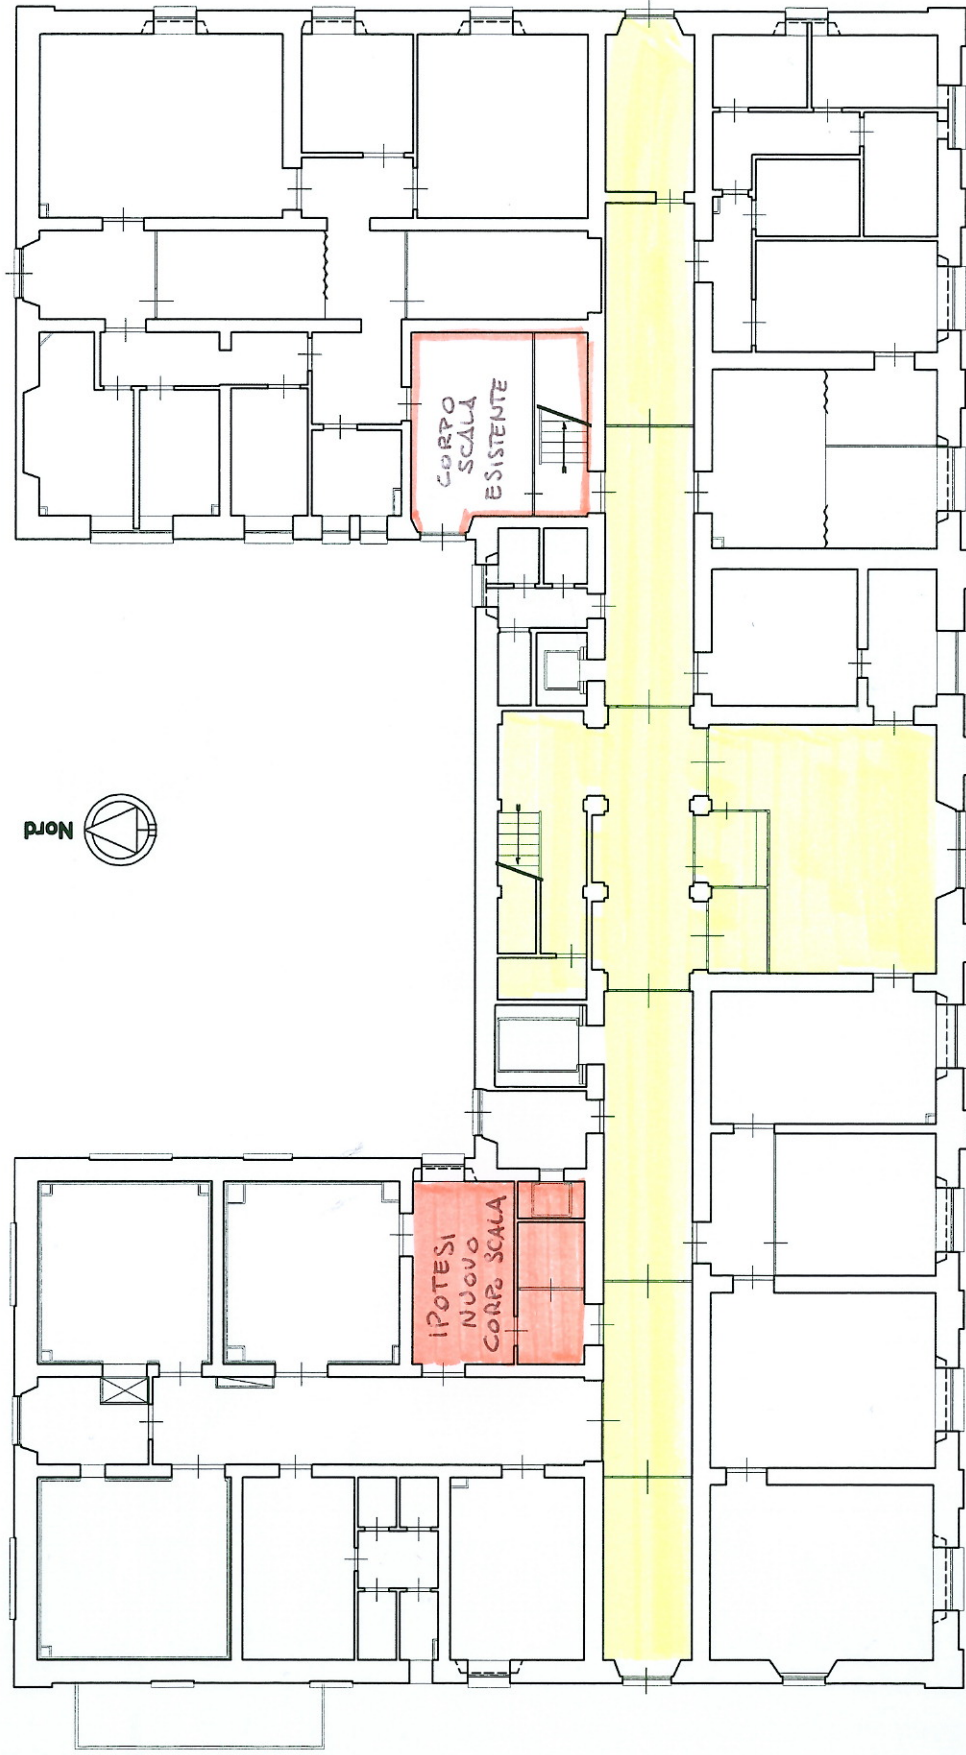 CORPO
SCALA
ESISTENTE
Nord
IPOTESI
NUOVO
CORPO SCALA